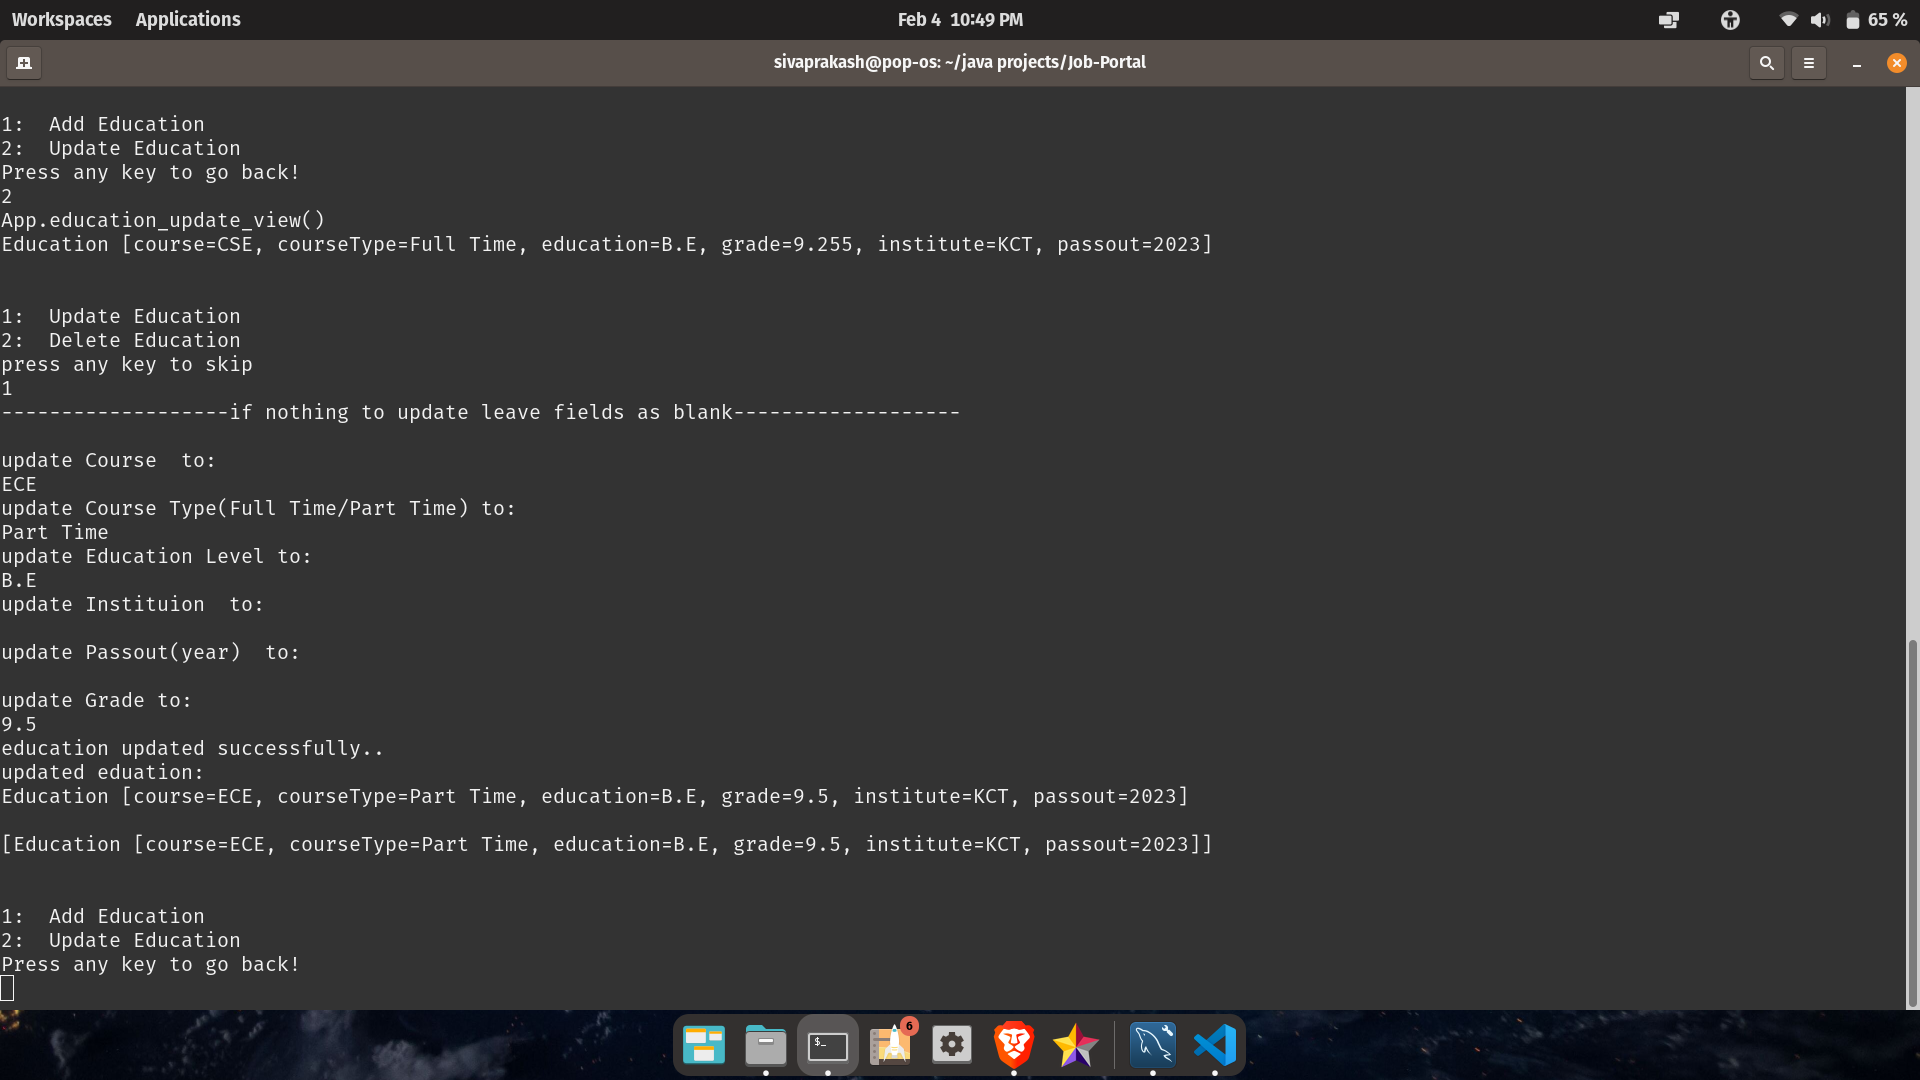 Workspaces Applications Feb 4 10:49 PM 65 %
sivaprakash@pop-os: ~/java projects/Job-Portal
1:  Add Education
2:  Update Education
Press any key to go back!
2
App.education_update_view()
Education [course=CSE, courseType=Full Time, education=B.E, grade=9.255, institute=KCT, passout=2023]
1:  Update Education
2:  Delete Education
press any key to skip
1
-------------------if nothing to update leave fields as blank-------------------
update Course  to:
ECE
update Course Type(Full Time/Part Time) to:
Part Time
update Education Level to:
B.E
update Instituion  to:
update Passout(year)  to:
update Grade to:
9.5
education updated successfully..
updated eduation:
Education [course=ECE, courseType=Part Time, education=B.E, grade=9.5, institute=KCT, passout=2023]
[Education [course=ECE, courseType=Part Time, education=B.E, grade=9.5, institute=KCT, passout=2023]]
1:  Add Education
2:  Update Education
Press any key to go back!
$_
6